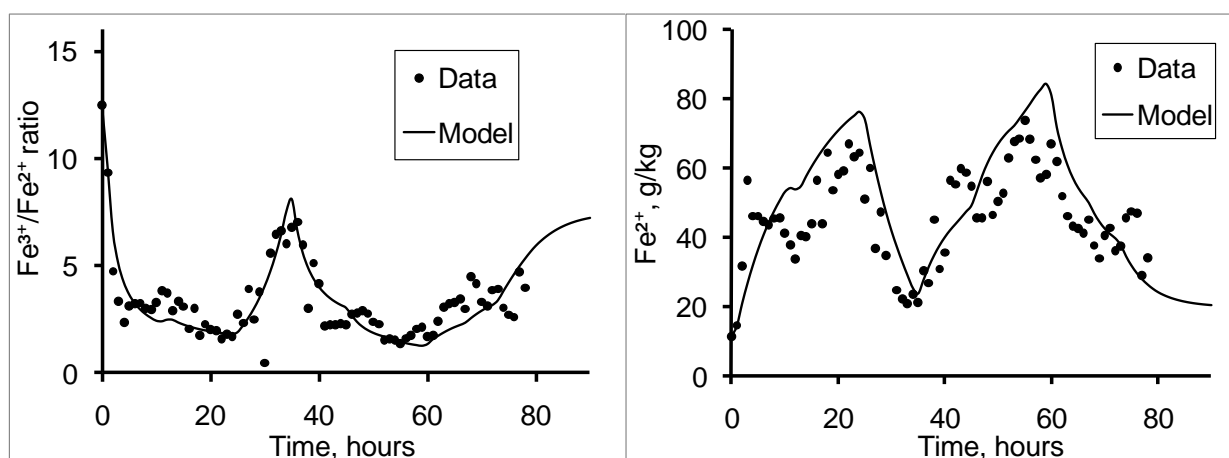 Fe³⁺/Fe²⁺ ratio
15
10
5
0
0 20 40 60 80
Time, hours
Data
Model
Fe²⁺, g/kg
100
80
60
40
20
0
0 20 40 60 80
Time, hours
Data
Model